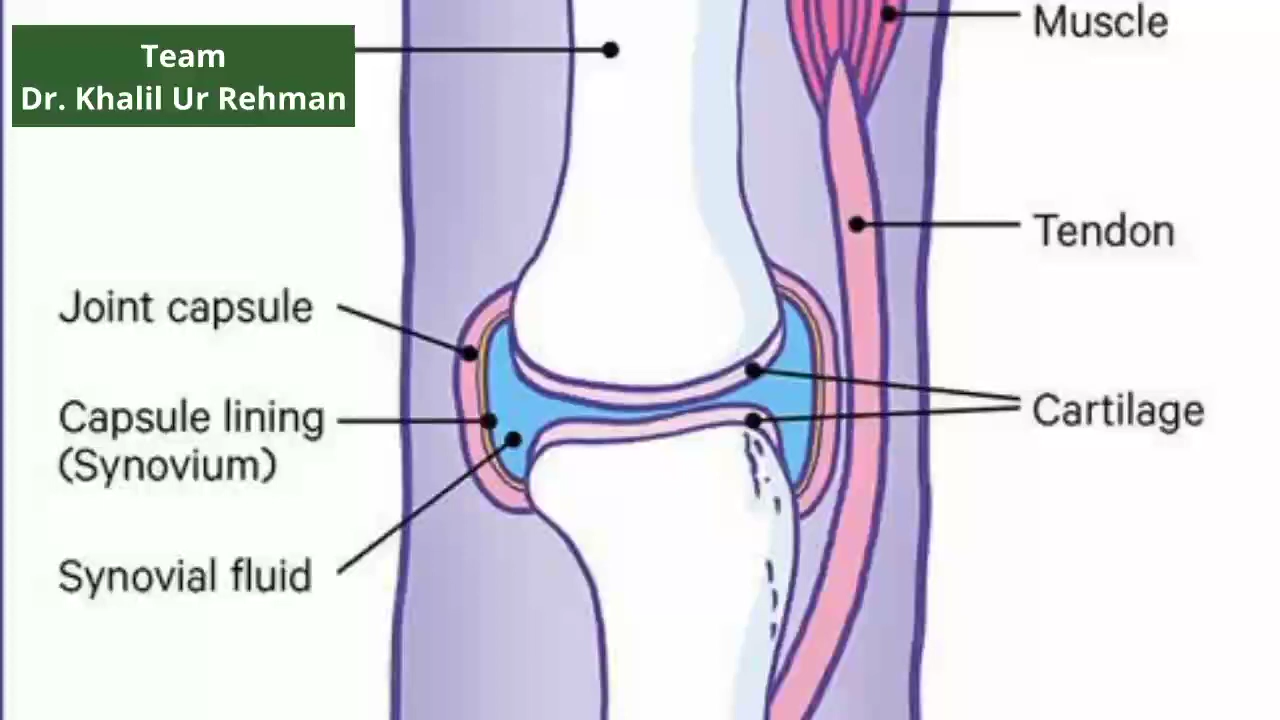 Team
Dr. Khalil Ur Rehman
Muscle
Tendon
Joint capsule
Capsule lining
(Synovium)
Cartilage
Synovial fluid